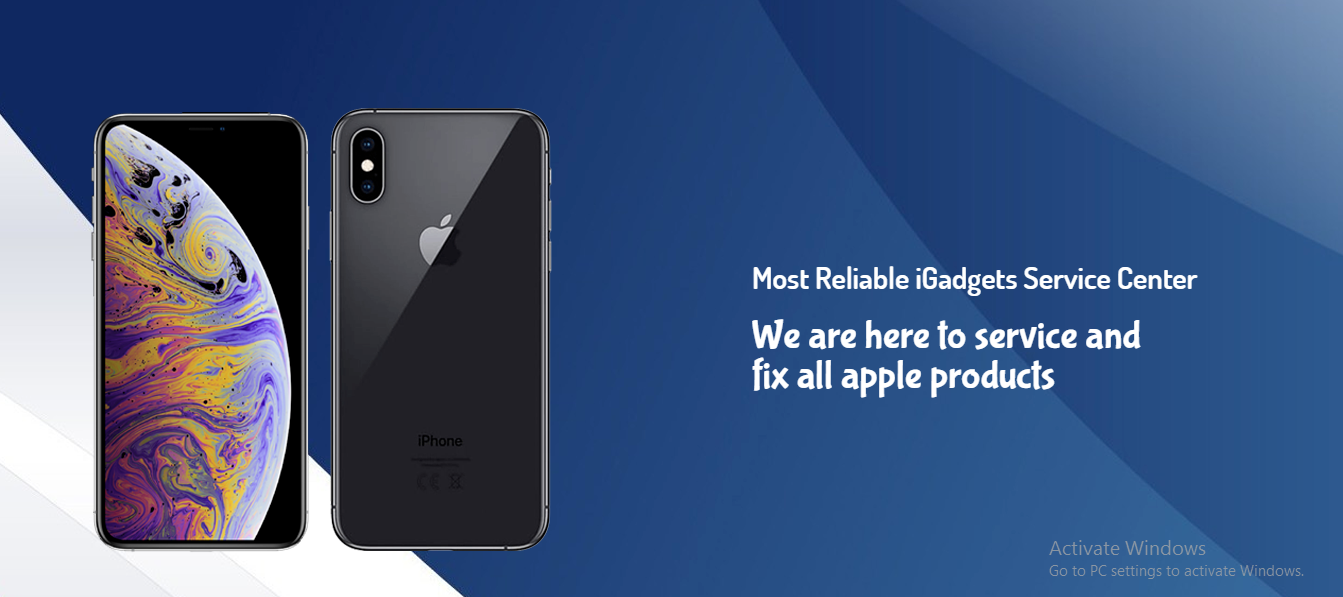 Most Reliable iGadgets Service Center
We are here to service and
fix all apple products
iPhone
Activate Windows
Go to PC settings to activate Windows.